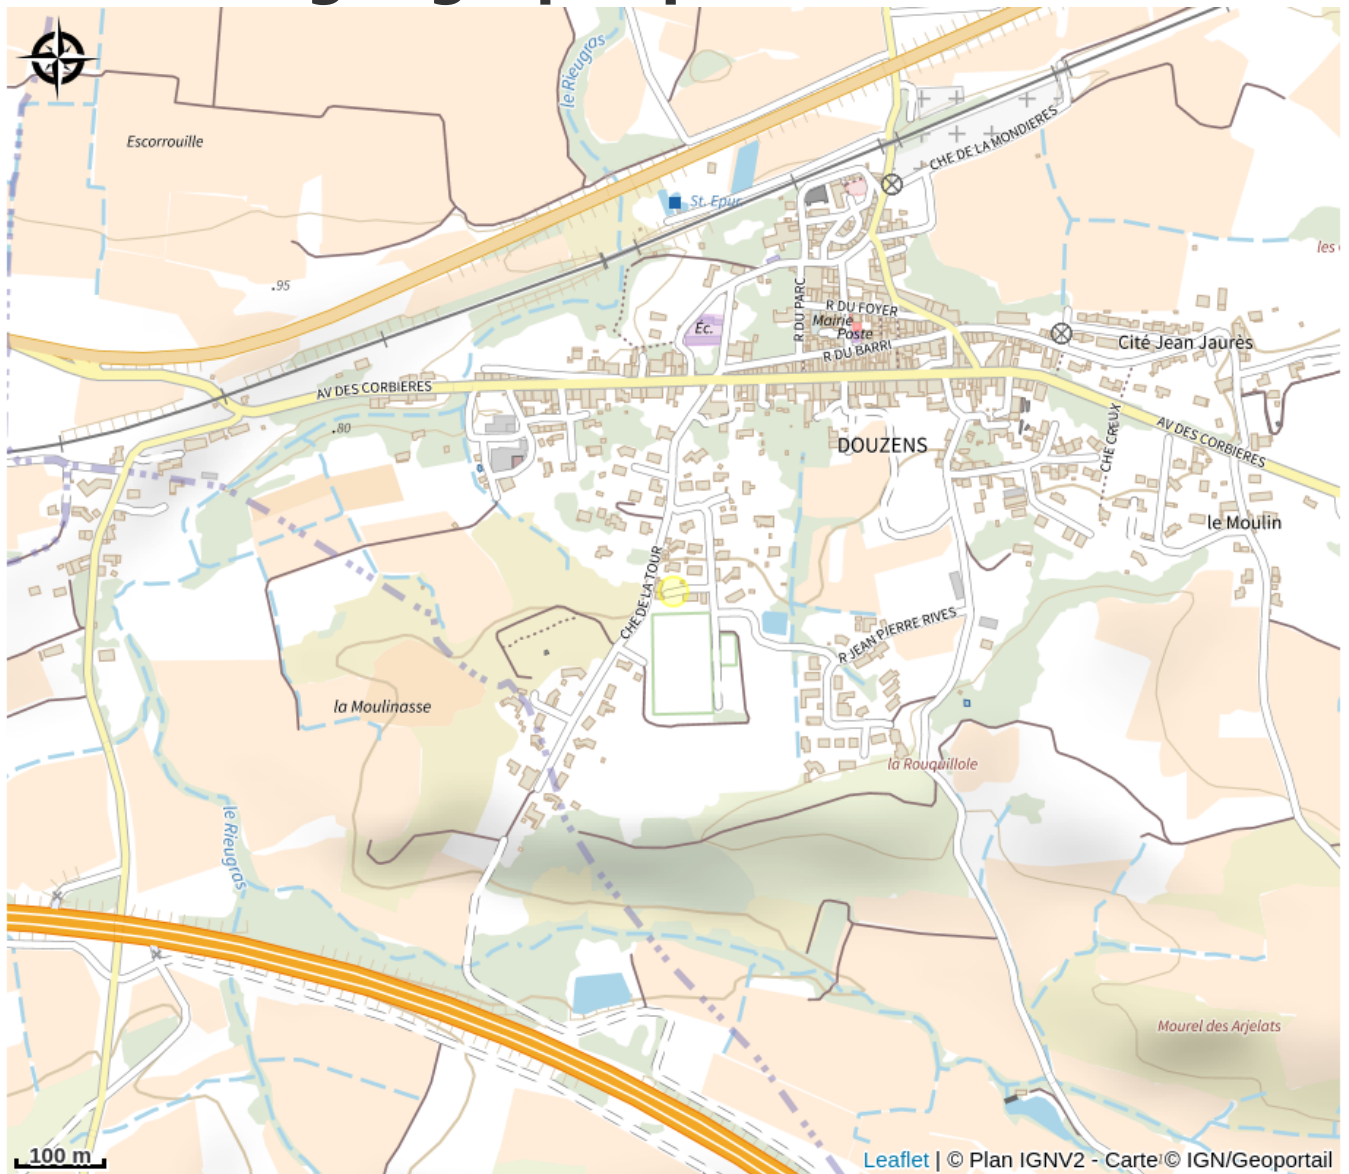 le Rieugras
Escorrouille
CHE DE LA MONDIERES
St. Epur.
les
95
R DU PARC
R DU FOYER
Mairie
Poste
Éc.
R DU BARRI
Cité Jean Jaurès
AV DES CORBIERES
80
DOUZENS
CHE CREUX
AV DES CORBIERES
le Moulin
CHE DE LA TOUR
R JEAN PIERRE RIVES
la Moulinasse
la Rouquillole
le Rieugras
Mourel des Arjelats
100 m
Leaflet | © Plan IGNV2 - Carte © IGN/Geoportail